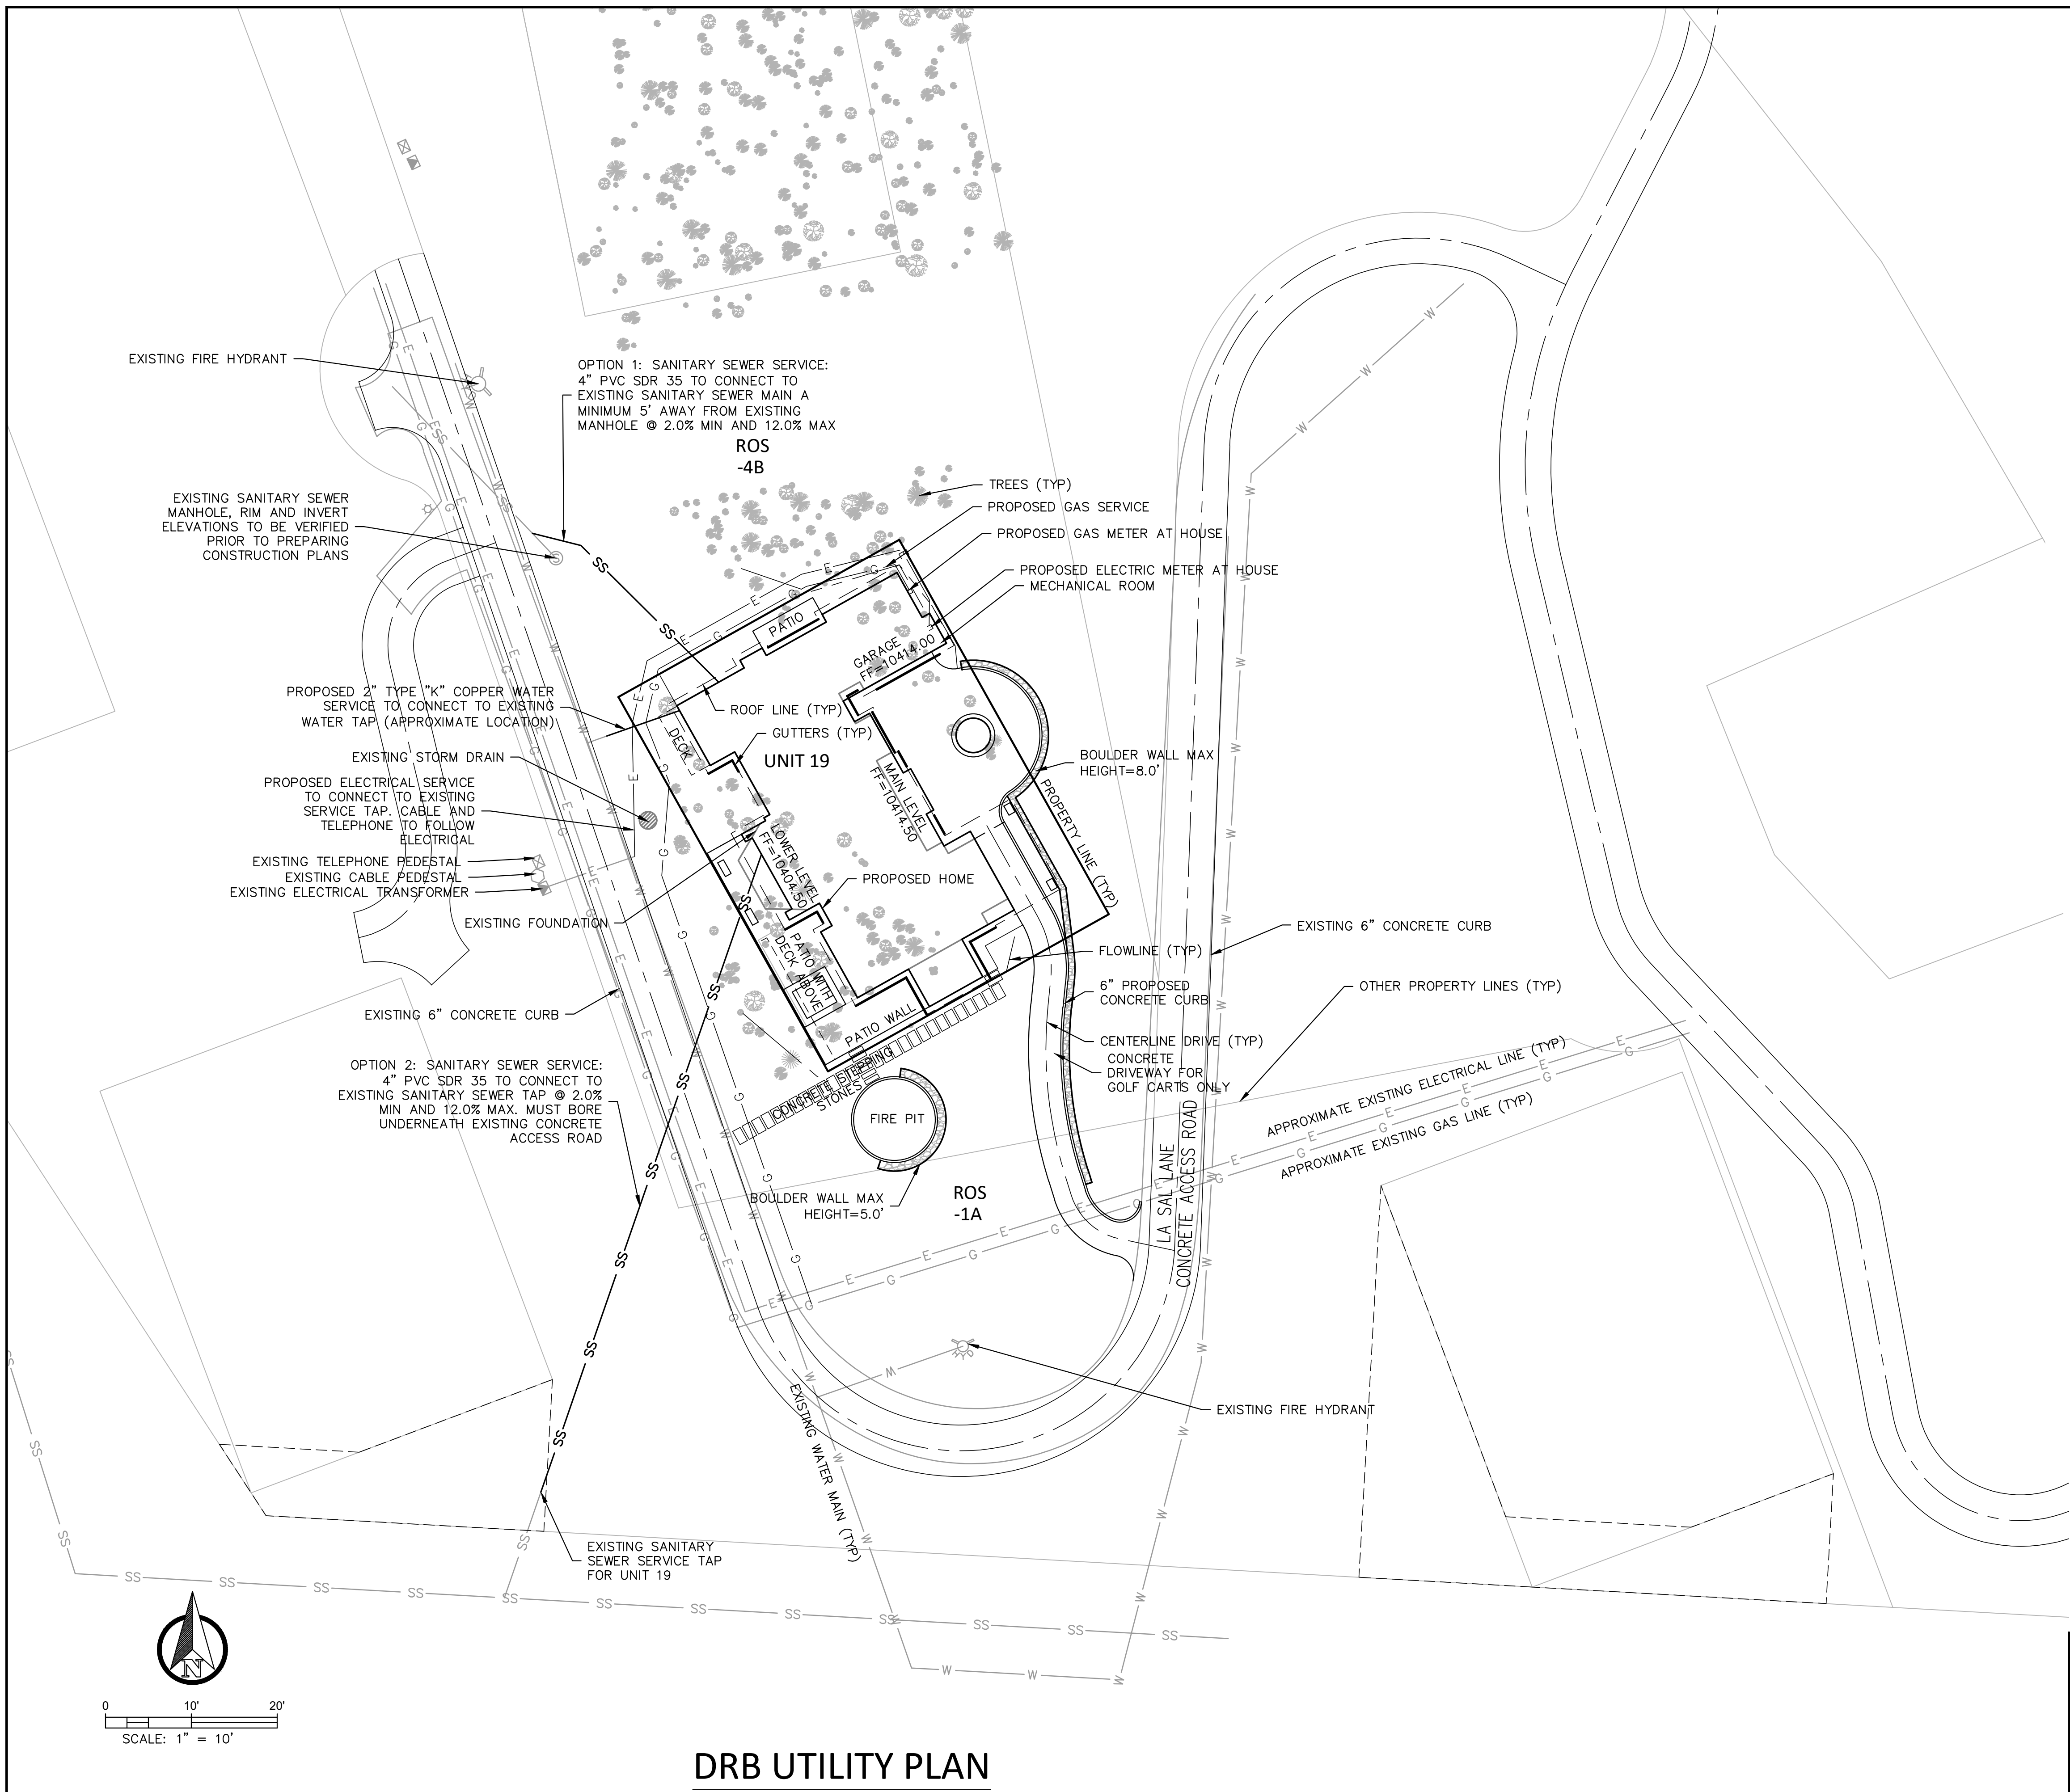 EXISTING FIRE HYDRANT
OPTION 1: SANITARY SEWER SERVICE:
4" PVC SDR 35 TO CONNECT TO
EXISTING SANITARY SEWER MAIN A
MINIMUM 5' AWAY FROM EXISTING
MANHOLE @ 2.0% MIN AND 12.0% MAX
ROS
-4B
EXISTING SANITARY SEWER
MANHOLE, RIM AND INVERT
ELEVATIONS TO BE VERIFIED
PRIOR TO PREPARING
CONSTRUCTION PLANS
TREES (TYP)
PROPOSED GAS SERVICE
PROPOSED GAS METER AT HOUSE
PROPOSED ELECTRIC METER AT HOUSE
MECHANICAL ROOM
PATIO
GARAGE
FF=10414.00
PROPOSED 2" TYPE "K" COPPER WATER
SERVICE TO CONNECT TO EXISTING
WATER TAP (APPROXIMATE LOCATION)
ROOF LINE (TYP)
GUTTERS (TYP)
DECK
UNIT 19
EXISTING STORM DRAIN
BOULDER WALL MAX
HEIGHT=8.0'
MAIN LEVEL
FF=10414.50
PROPERTY LINE (TYP)
PROPOSED ELECTRICAL SERVICE
TO CONNECT TO EXISTING
SERVICE TAP. CABLE AND
TELEPHONE TO FOLLOW
ELECTRICAL
LOWER LEVEL
FF=10404.50
EXISTING TELEPHONE PEDESTAL
EXISTING CABLE PEDESTAL
EXISTING ELECTRICAL TRANSFORMER
PROPOSED HOME
EXISTING FOUNDATION
EXISTING 6" CONCRETE CURB
PATIO WITH
DECK ABOVE
FLOWLINE (TYP)
6" PROPOSED
CONCRETE CURB
OTHER PROPERTY LINES (TYP)
EXISTING 6" CONCRETE CURB
PATIO WALL
CENTERLINE DRIVE (TYP)
CONCRETE
DRIVEWAY FOR
GOLF CARTS ONLY
CONCRETE STEPPING
STONES
OPTION 2: SANITARY SEWER SERVICE:
4" PVC SDR 35 TO CONNECT TO
EXISTING SANITARY SEWER TAP @ 2.0%
MIN AND 12.0% MAX. MUST BORE
UNDERNEATH EXISTING CONCRETE
ACCESS ROAD
FIRE PIT
APPROXIMATE EXISTING ELECTRICAL LINE (TYP)
APPROXIMATE EXISTING GAS LINE (TYP)
LA SAL LANE
CONCRETE ACCESS ROAD
BOULDER WALL MAX
HEIGHT=5.0'
ROS
-1A
EXISTING FIRE HYDRANT
EXISTING WATER MAIN (TYP)
EXISTING SANITARY
SEWER SERVICE TAP
FOR UNIT 19
N
0 10' 20'
SCALE: 1" = 10'
DRB UTILITY PLAN